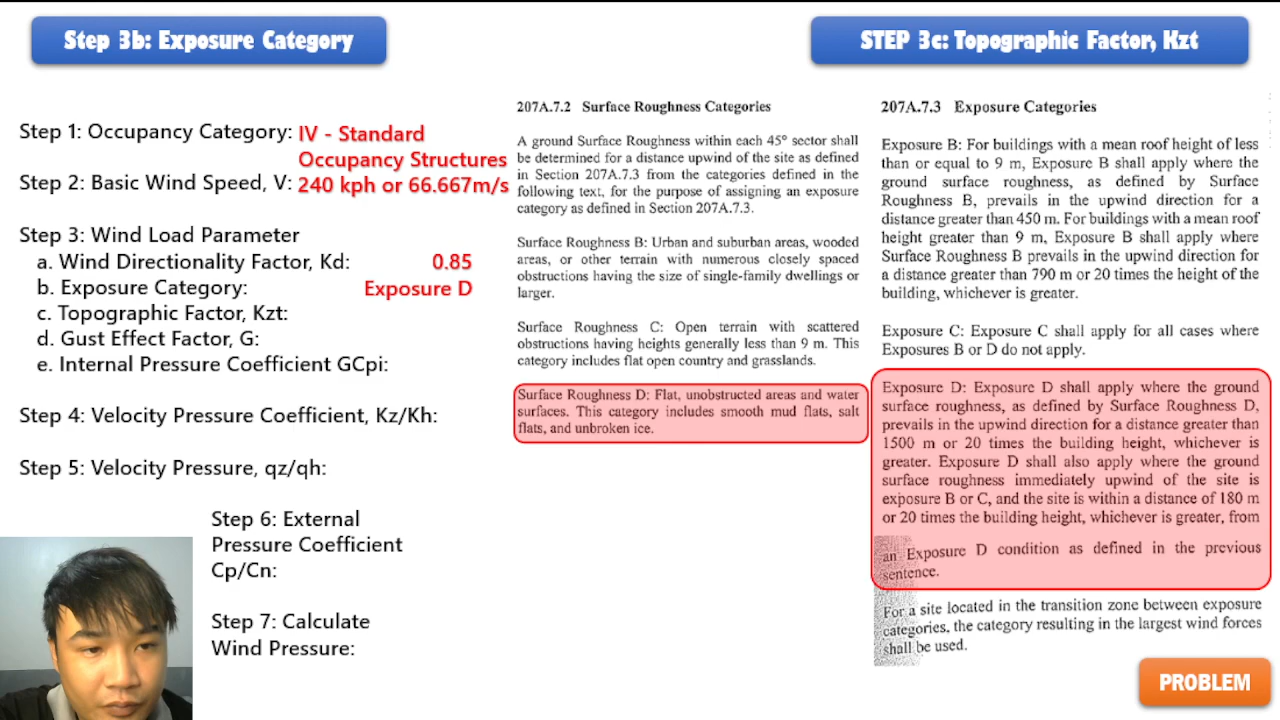 Step 3b: Exposure Category
STEP 3c: Topographic Factor, Kzt
Step 1: Occupancy Category: IV - Standard
Occupancy Structures
Step 2: Basic Wind Speed, V: 240 kph or 66.667m/s
Step 3: Wind Load Parameter
a. Wind Directionality Factor, Kd: 0.85
b. Exposure Category: Exposure D
c. Topographic Factor, Kzt:
d. Gust Effect Factor, G:
e. Internal Pressure Coefficient GCpi:
Step 4: Velocity Pressure Coefficient, Kz/Kh:
Step 5: Velocity Pressure, qz/qh:
Step 6: External
Pressure Coefficient
Cp/Cn:
Step 7: Calculate
Wind Pressure:
207A.7.2 Surface Roughness Categories
A ground Surface Roughness within each 45° sector shall
be determined for a distance upwind of the site as defined
in Section 207A.7.3 from the categories defined in the
following text, for the purpose of assigning an exposure
category as defined in Section 207A.7.3.
Surface Roughness B: Urban and suburban areas, wooded
areas, or other terrain with numerous closely spaced
obstructions having the size of single-family dwellings or
larger.
Surface Roughness C: Open terrain with scattered
obstructions having heights generally less than 9 m. This
category includes flat open country and grasslands.
Surface Roughness D: Flat, unobstructed areas and water
surfaces. This category includes smooth mud flats, salt
flats, and unbroken ice.
207A.7.3 Exposure Categories
Exposure B: For buildings with a mean roof height of less
than or equal to 9 m, Exposure B shall apply where the
ground surface roughness, as defined by Surface
Roughness B, prevails in the upwind direction for a
distance greater than 450 m. For buildings with a mean roof
height greater than 9 m, Exposure B shall apply where
Surface Roughness B prevails in the upwind direction for
a distance greater than 790 m or 20 times the height of the
building, whichever is greater.
Exposure C: Exposure C shall apply for all cases where
Exposures B or D do not apply.
Exposure D: Exposure D shall apply where the ground
surface roughness, as defined by Surface Roughness D,
prevails in the upwind direction for a distance greater than
1500 m or 20 times the building height, whichever is
greater. Exposure D shall also apply where the ground
surface roughness immediately upwind of the site is
exposure B or C, and the site is within a distance of 180 m
or 20 times the building height, whichever is greater, from
an Exposure D condition as defined in the previous
sentence.
For a site located in the transition zone between exposure
categories, the category resulting in the largest wind forces
shall be used.
PROBLEM